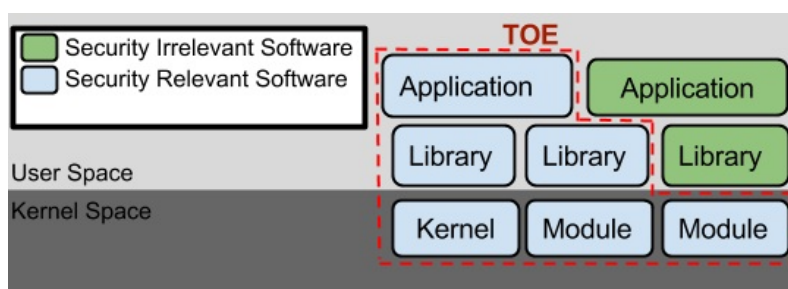 Security Irrelevant Software
Security Relevant Software
TOE
Application
Application
Library
Library
Library
User Space
Kernel Space
Kernel
Module
Module